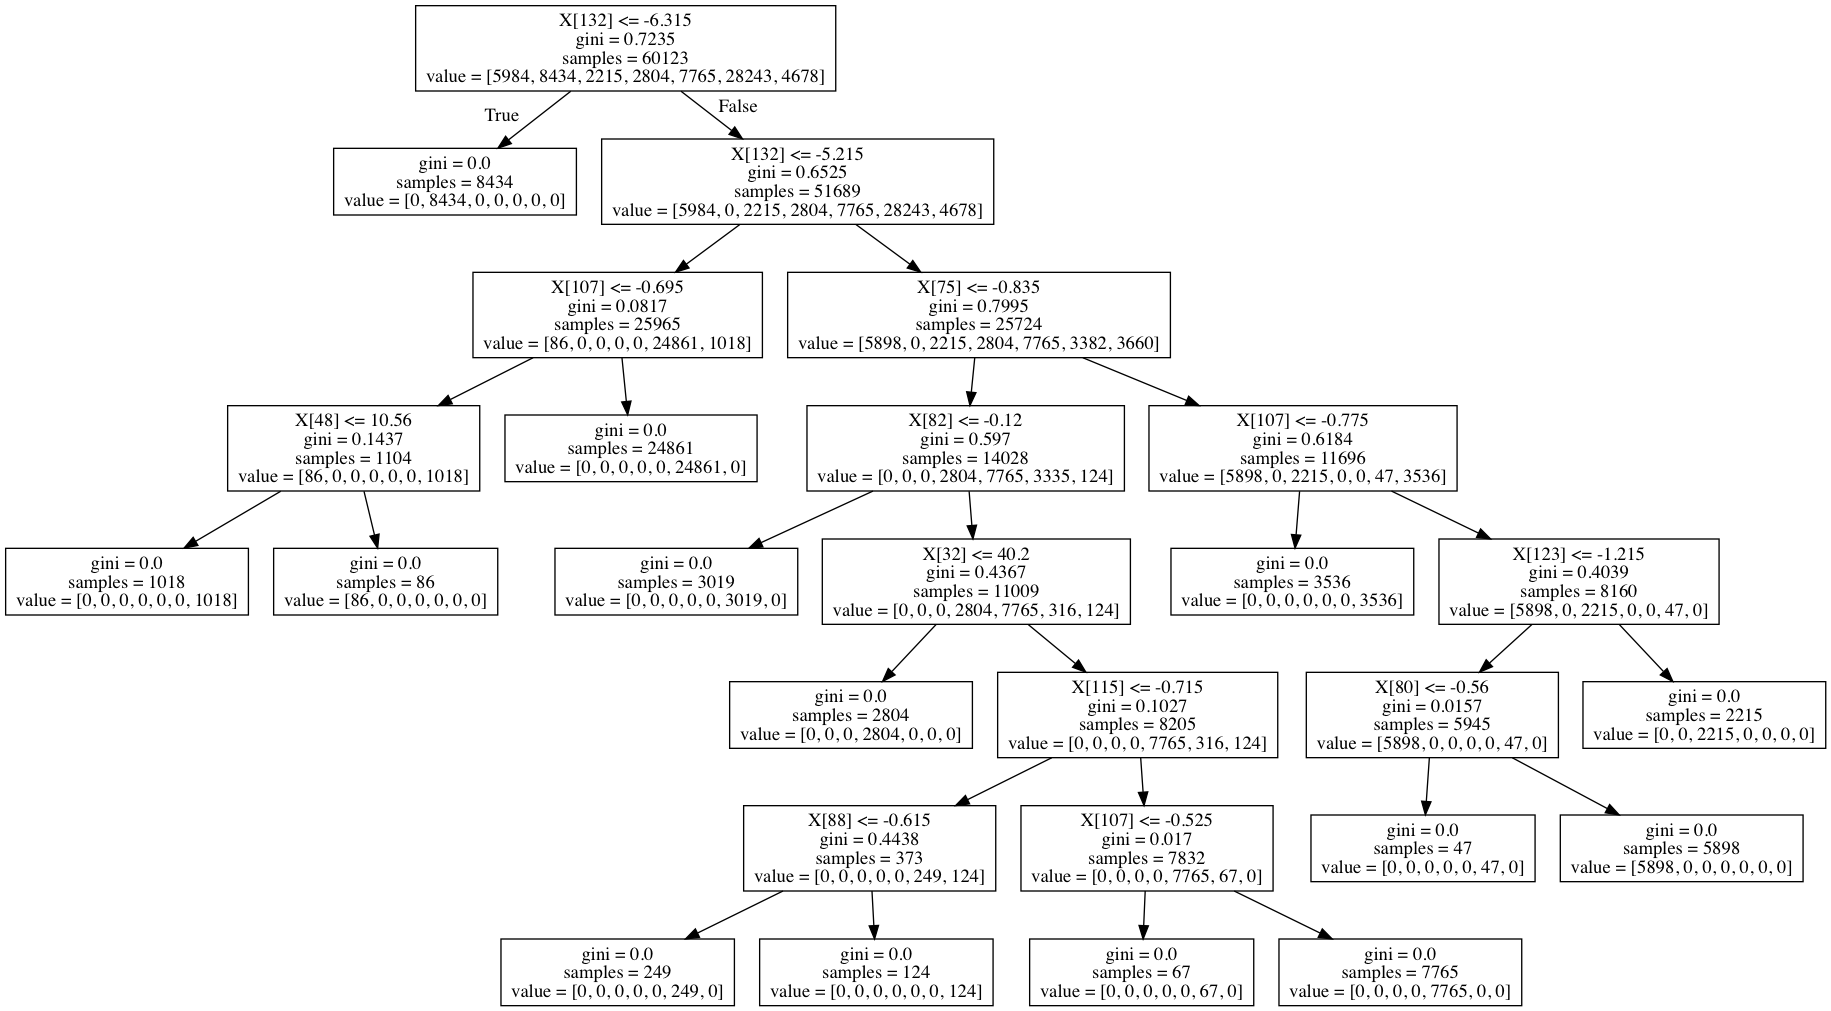 X[132] <= -6.315
gini = 0.7235
samples = 60123
value = [5984, 8434, 2215, 2804, 7765, 28243, 4678]
True
False
gini = 0.0
samples = 8434
value = [0, 8434, 0, 0, 0, 0, 0]
X[132] <= -5.215
gini = 0.6525
samples = 51689
value = [5984, 0, 2215, 2804, 7765, 28243, 4678]
X[107] <= -0.695
gini = 0.0817
samples = 25965
value = [86, 0, 0, 0, 0, 24861, 1018]
X[75] <= -0.835
gini = 0.7995
samples = 25724
value = [5898, 0, 2215, 2804, 7765, 3382, 3660]
X[48] <= 10.56
gini = 0.1437
samples = 1104
value = [86, 0, 0, 0, 0, 0, 1018]
gini = 0.0
samples = 24861
value = [0, 0, 0, 0, 0, 24861, 0]
X[82] <= -0.12
gini = 0.597
samples = 14028
value = [0, 0, 0, 2804, 7765, 3335, 124]
X[107] <= -0.775
gini = 0.6184
samples = 11696
value = [5898, 0, 2215, 0, 0, 47, 3536]
gini = 0.0
samples = 1018
value = [0, 0, 0, 0, 0, 0, 1018]
gini = 0.0
samples = 86
value = [86, 0, 0, 0, 0, 0, 0]
gini = 0.0
samples = 3019
value = [0, 0, 0, 0, 0, 3019, 0]
X[32] <= 40.2
gini = 0.4367
samples = 11009
value = [0, 0, 0, 2804, 7765, 316, 124]
gini = 0.0
samples = 3536
value = [0, 0, 0, 0, 0, 0, 3536]
X[123] <= -1.215
gini = 0.4039
samples = 8160
value = [5898, 0, 2215, 0, 0, 47, 0]
gini = 0.0
samples = 2804
value = [0, 0, 0, 2804, 0, 0, 0]
X[115] <= -0.715
gini = 0.1027
samples = 8205
value = [0, 0, 0, 0, 7765, 316, 124]
X[80] <= -0.56
gini = 0.0157
samples = 5945
value = [5898, 0, 0, 0, 0, 47, 0]
gini = 0.0
samples = 2215
value = [0, 0, 2215, 0, 0, 0, 0]
X[88] <= -0.615
gini = 0.4438
samples = 373
value = [0, 0, 0, 0, 0, 249, 124]
X[107] <= -0.525
gini = 0.017
samples = 7832
value = [0, 0, 0, 0, 7765, 67, 0]
gini = 0.0
samples = 47
value = [0, 0, 0, 0, 0, 47, 0]
gini = 0.0
samples = 5898
value = [5898, 0, 0, 0, 0, 0, 0]
gini = 0.0
samples = 249
value = [0, 0, 0, 0, 0, 249, 0]
gini = 0.0
samples = 124
value = [0, 0, 0, 0, 0, 0, 124]
gini = 0.0
samples = 67
value = [0, 0, 0, 0, 0, 67, 0]
gini = 0.0
samples = 7765
value = [0, 0, 0, 0, 7765, 0, 0]